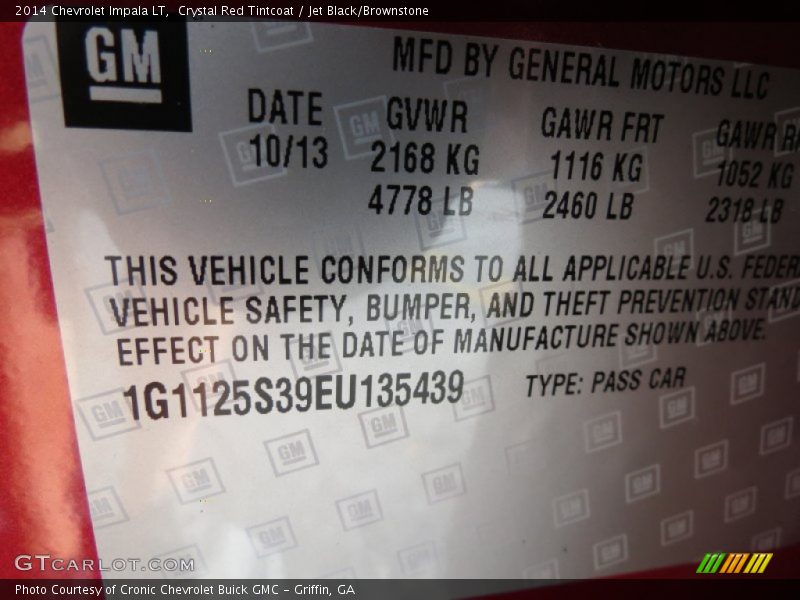 2014 Chevrolet Impala LT, Crystal Red Tintcoat / Jet Black/Brownstone
GM
MFD BY GENERAL MOTORS LLC
DATE GVWR GAWR FRT GAWR
10/13 2168 KG 1116 KG 1052 KG
4778 LB 2460 LB 2318 LB
THIS VEHICLE CONFORMS TO ALL APPLICABLE U.S. FEDER
VEHICLE SAFETY, BUMPER, AND THEFT PREVENTION STAND
EFFECT ON THE DATE OF MANUFACTURE SHOWN ABOVE.
1G1125S39EU135439 TYPE: PASS CAR
GTCARLOT.COM
Photo Courtesy of Cronic Chevrolet Buick GMC – Griffin, GA